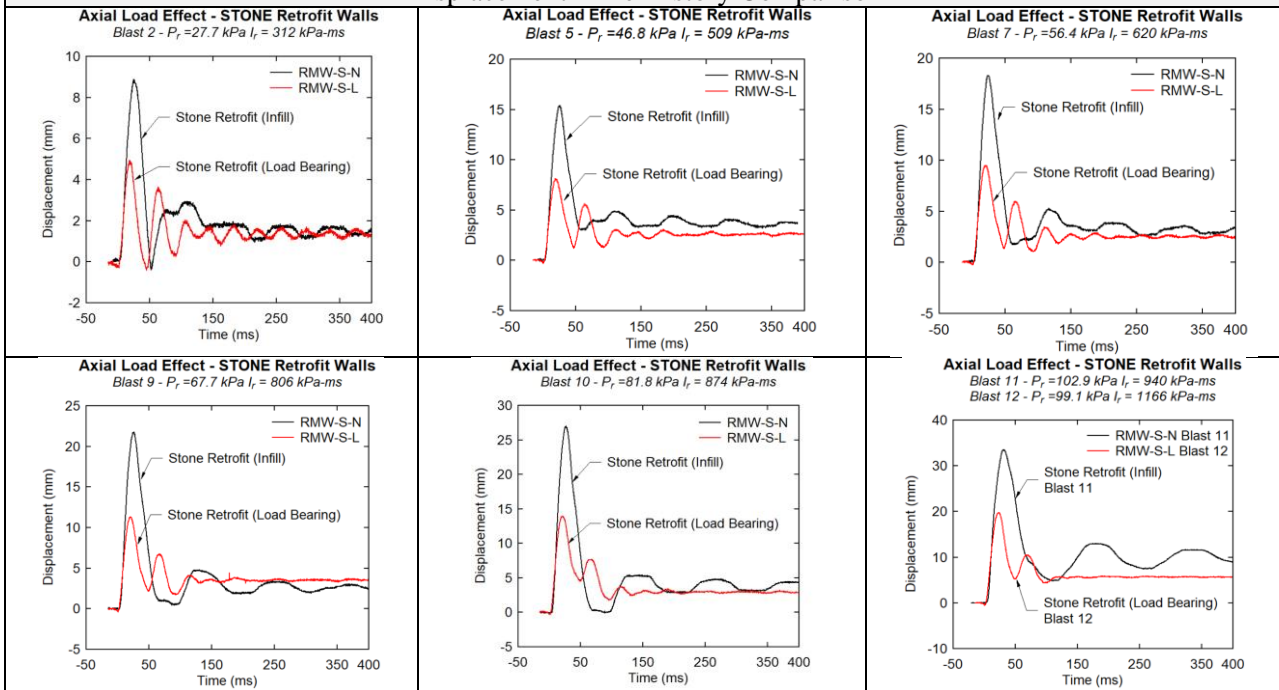 Axial Load Effect - STONE Retrofit Walls
Blast 2 - Pr =27.7 kPa Ir = 312 kPa-ms
10
8
6
4
2
0
-2
-50
50
150
250
350
400
Displacement (mm)
Time (ms)
RMW-S-N
RMW-S-L
Stone Retrofit (Infill)
Stone Retrofit (Load Bearing)
Axial Load Effect - STONE Retrofit Walls
Blast 5 - Pr =46.8 kPa Ir = 509 kPa-ms
20
15
10
5
0
-5
-50
50
150
250
350
400
Displacement (mm)
Time (ms)
RMW-S-N
RMW-S-L
Stone Retrofit (Infill)
Stone Retrofit (Load Bearing)
Axial Load Effect - STONE Retrofit Walls
Blast 7 - Pr =56.4 kPa Ir = 620 kPa-ms
20
15
10
5
0
-5
-50
50
150
250
350
400
Displacement (mm)
Time (ms)
RMW-S-N
RMW-S-L
Stone Retrofit (Infill)
Stone Retrofit (Load Bearing)
Axial Load Effect - STONE Retrofit Walls
Blast 9 - Pr =67.7 kPa Ir = 806 kPa-ms
25
20
15
10
5
0
-5
-50
50
150
250
350
400
Displacement (mm)
Time (ms)
RMW-S-N
RMW-S-L
Stone Retrofit (Infill)
Stone Retrofit (Load Bearing)
Axial Load Effect - STONE Retrofit Walls
Blast 10 - Pr =81.8 kPa Ir = 874 kPa-ms
30
25
20
15
10
5
0
-5
-50
50
150
250
350
400
Displacement (mm)
Time (ms)
RMW-S-N
RMW-S-L
Stone Retrofit (Infill)
Stone Retrofit (Load Bearing)
Axial Load Effect - STONE Retrofit Walls
Blast 11 - Pr =102.9 kPa Ir = 940 kPa-ms
Blast 12 - Pr =99.1 kPa Ir = 1166 kPa-ms
40
30
20
10
0
-10
-50
50
150
250
350
400
Displacement (mm)
Time (ms)
RMW-S-N Blast 11
RMW-S-L Blast 12
Stone Retrofit (Infill)
Blast 11
Stone Retrofit (Load Bearing)
Blast 12